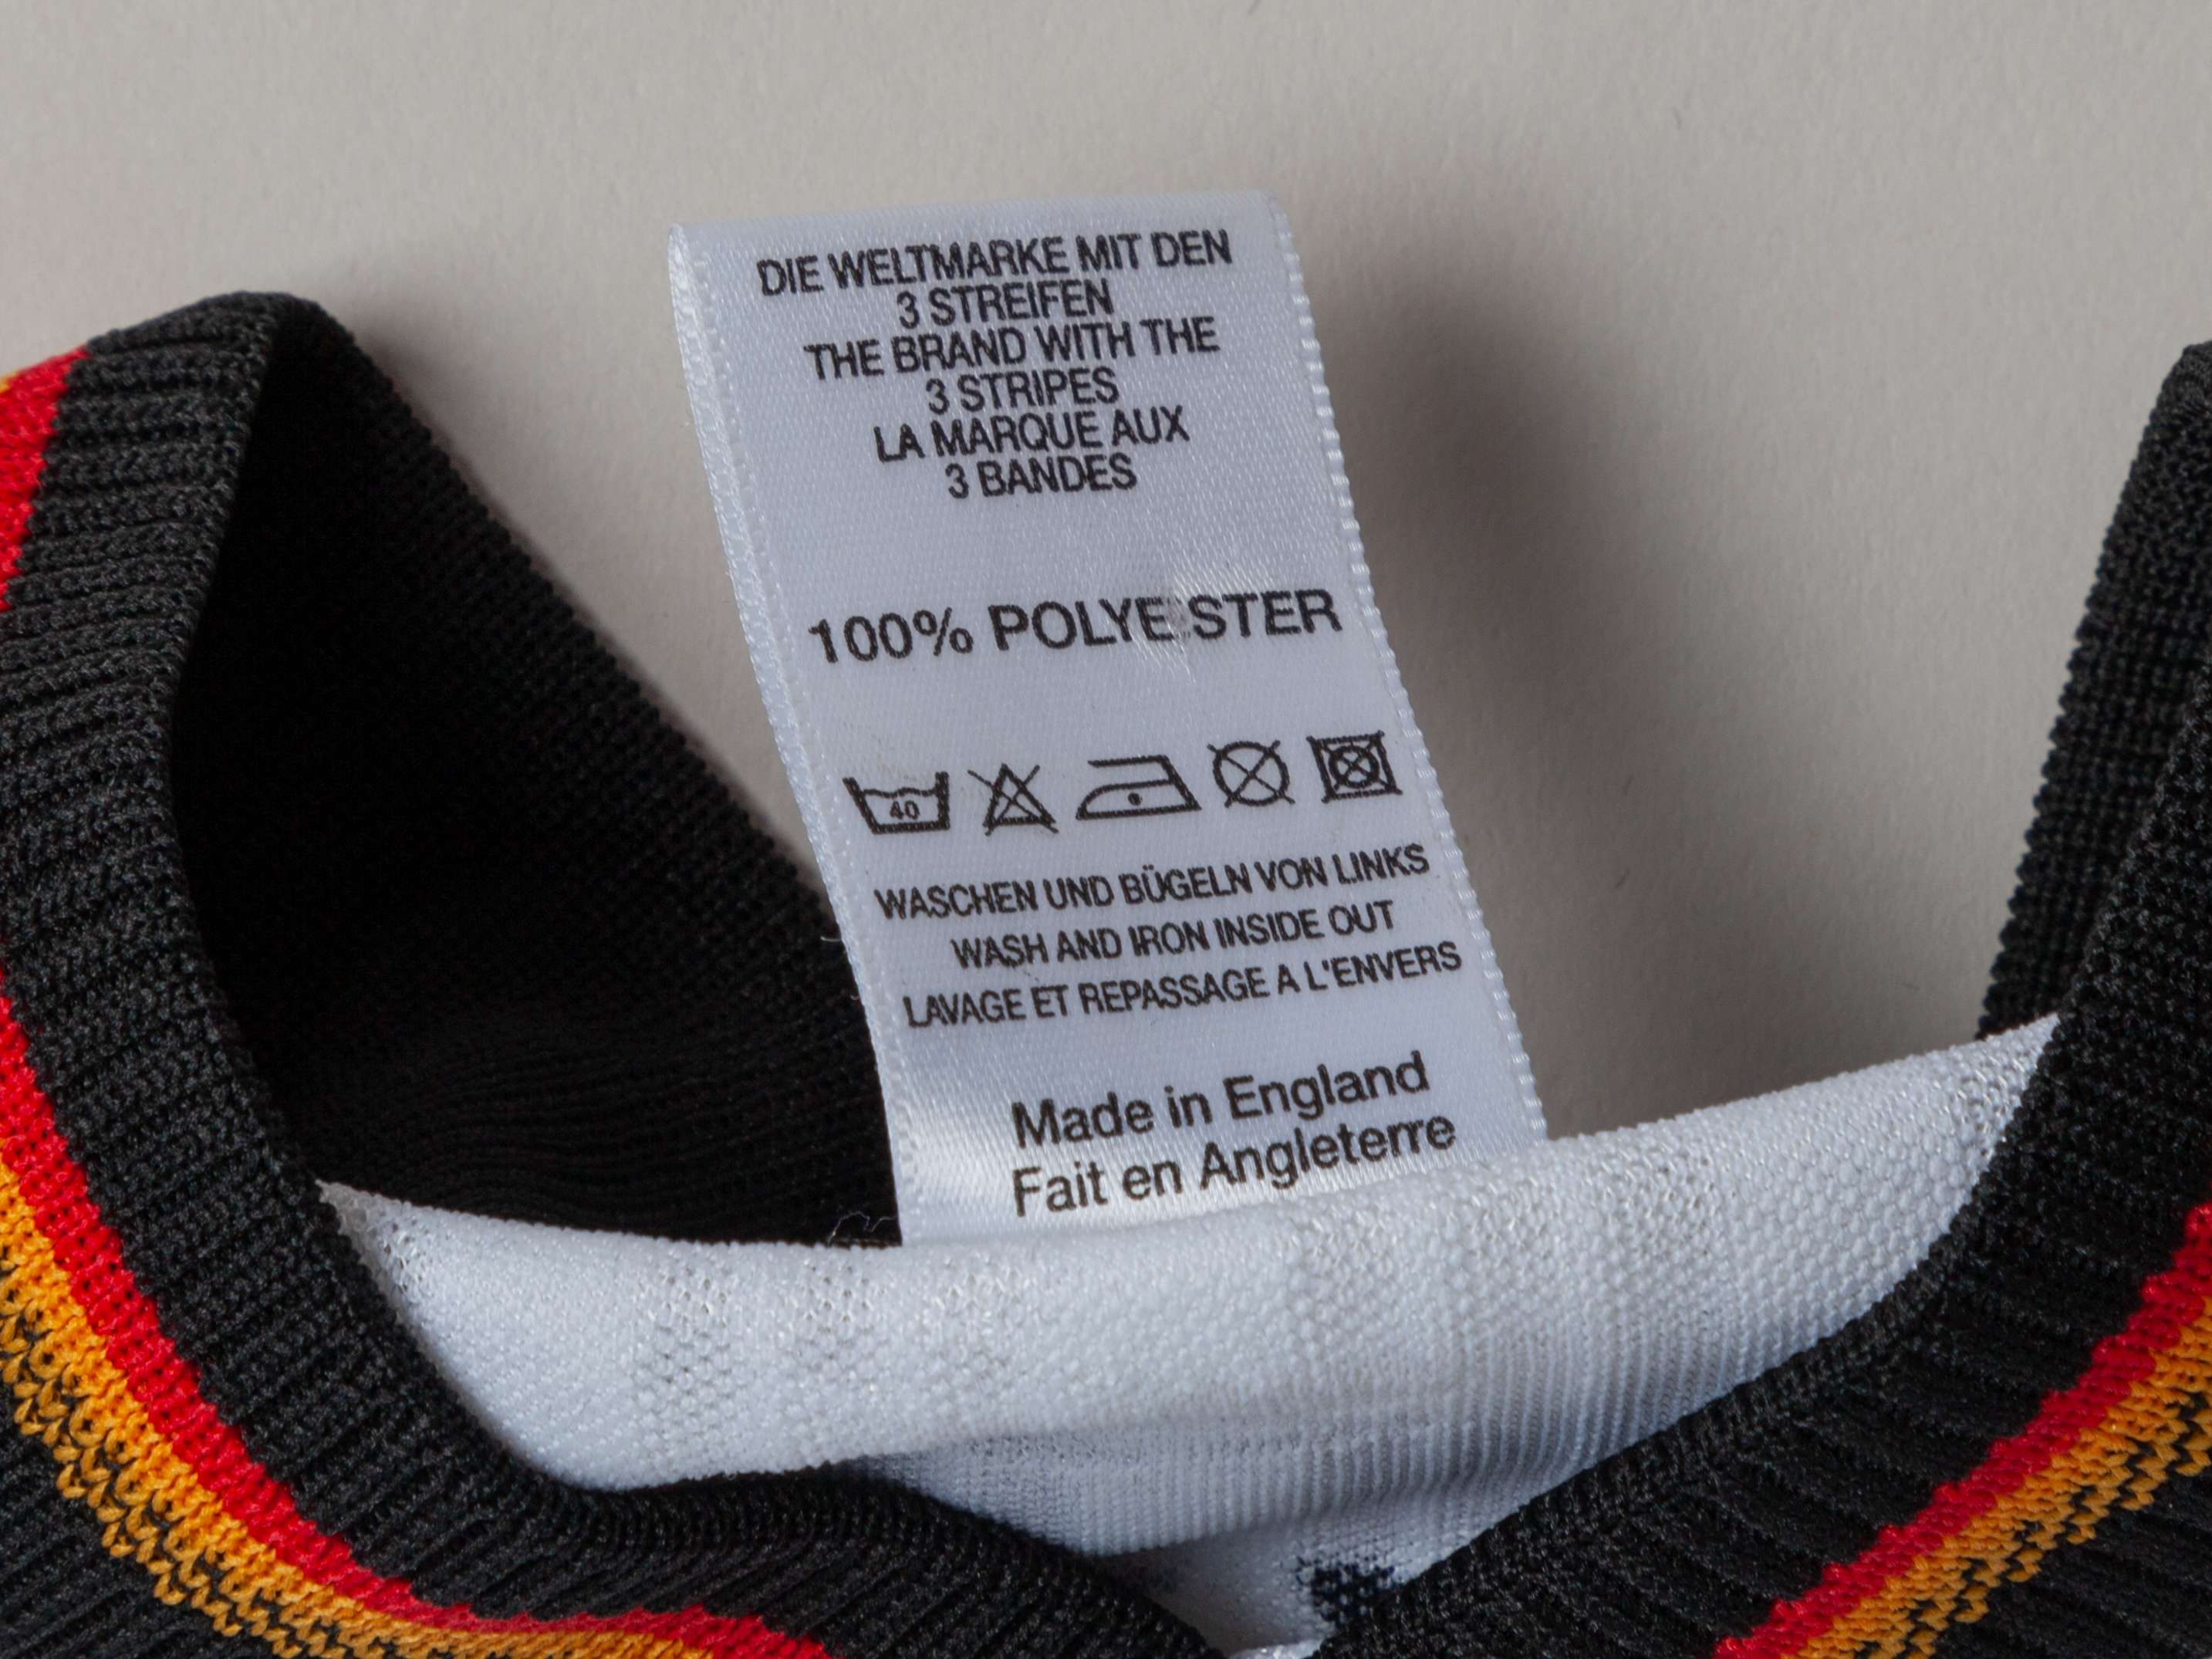 DIE WELTMARKE MIT DEN
3 STREIFEN
THE BRAND WITH THE
3 STRIPES
LA MARQUE AUX
3 BANDES
100% POLYESTER
40
WASCHEN UND BÜGELN VON LINKS
WASH AND IRON INSIDE OUT
LAVAGE ET REPASSAGE A L'ENVERS
Made in England
Fait en Angleterre